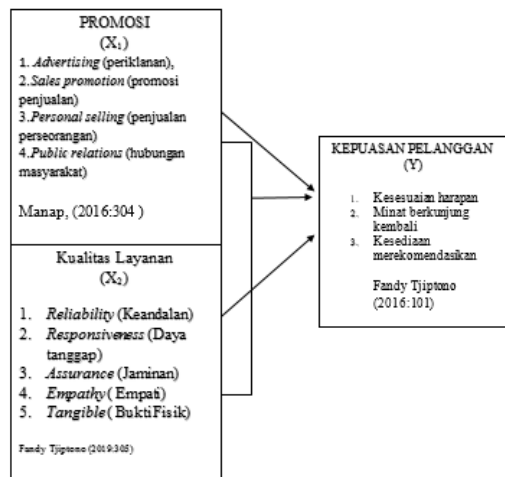 PROMOSI
(X₁)
1. Advertising (periklanan),
2.Sales promotion (promosi
penjualan)
3.Personal selling (penjualan
perseorangan)
4.Public relations (hubungan
masyarakat)
Manap, (2016:304 )
Kualitas Layanan
(X₂)
1. Reliability (Keandalan)
2. Responsiveness (Daya
tanggap)
3. Assurance (Jaminan)
4. Empathy ( Empati)
5. Tangible ( Bukti Fisik)
Fandy Tjiptono (2019:305)
KEPUASAN PELANGGAN
(Y)
1. Kesesuaian harapan
2. Minat berkunjung
kembali
3. Kesediaan
merekomendasikan
Fandy Tjiptono
(2016:101)